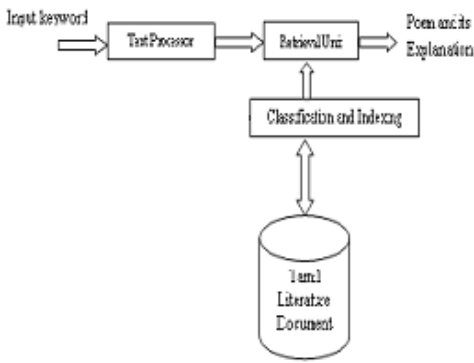 Input keyword
Text Processor
Retrieval Unit
Poem and its
Explanation
Classification and Indexing
Tamil
Literature
Document